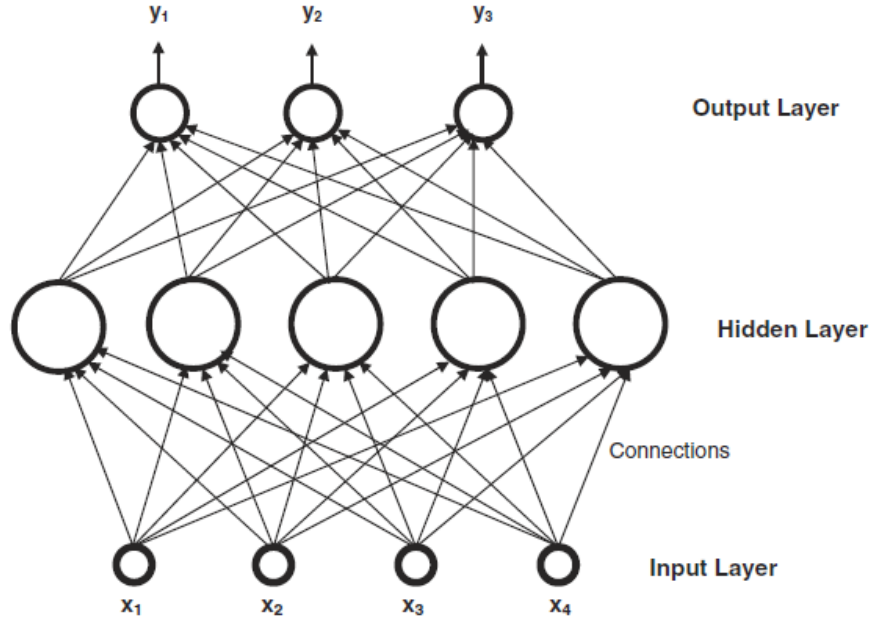 y₁ y₂ y₃
Output Layer
Hidden Layer
Connections
Input Layer
x₁ x₂ x₃ x₄